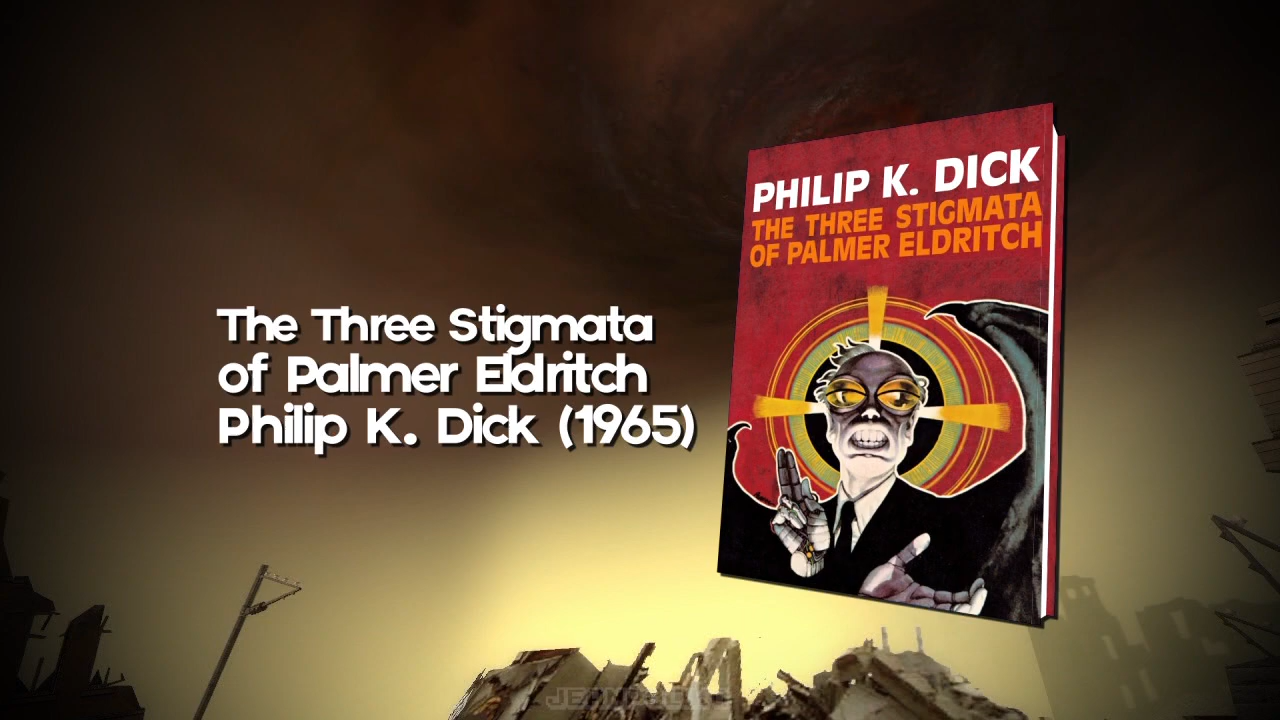 The Three Stigmata
of Palmer Eldritch
Philip K. Dick (1965)
PHILIP K. DICK
THE THREE STIGMATA
OF PALMER ELDRITCH